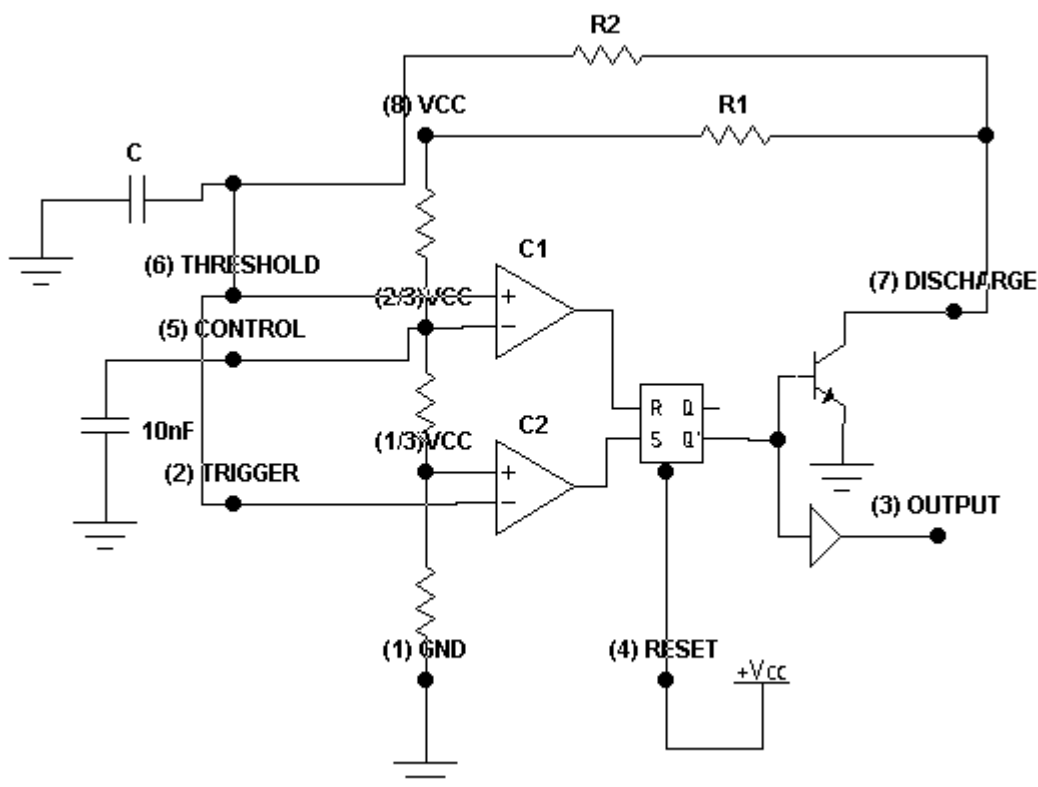 R2
(8) VCC
R1
C
C1
(6) THRESHOLD
(7) DISCHARGE
(2/3)VCC
+
(5) CONTROL
−
R Q
10nF
C2
(1/3)VCC
S Q'
+
(2) TRIGGER
−
(3) OUTPUT
(1) GND
(4) RESET
+Vcc